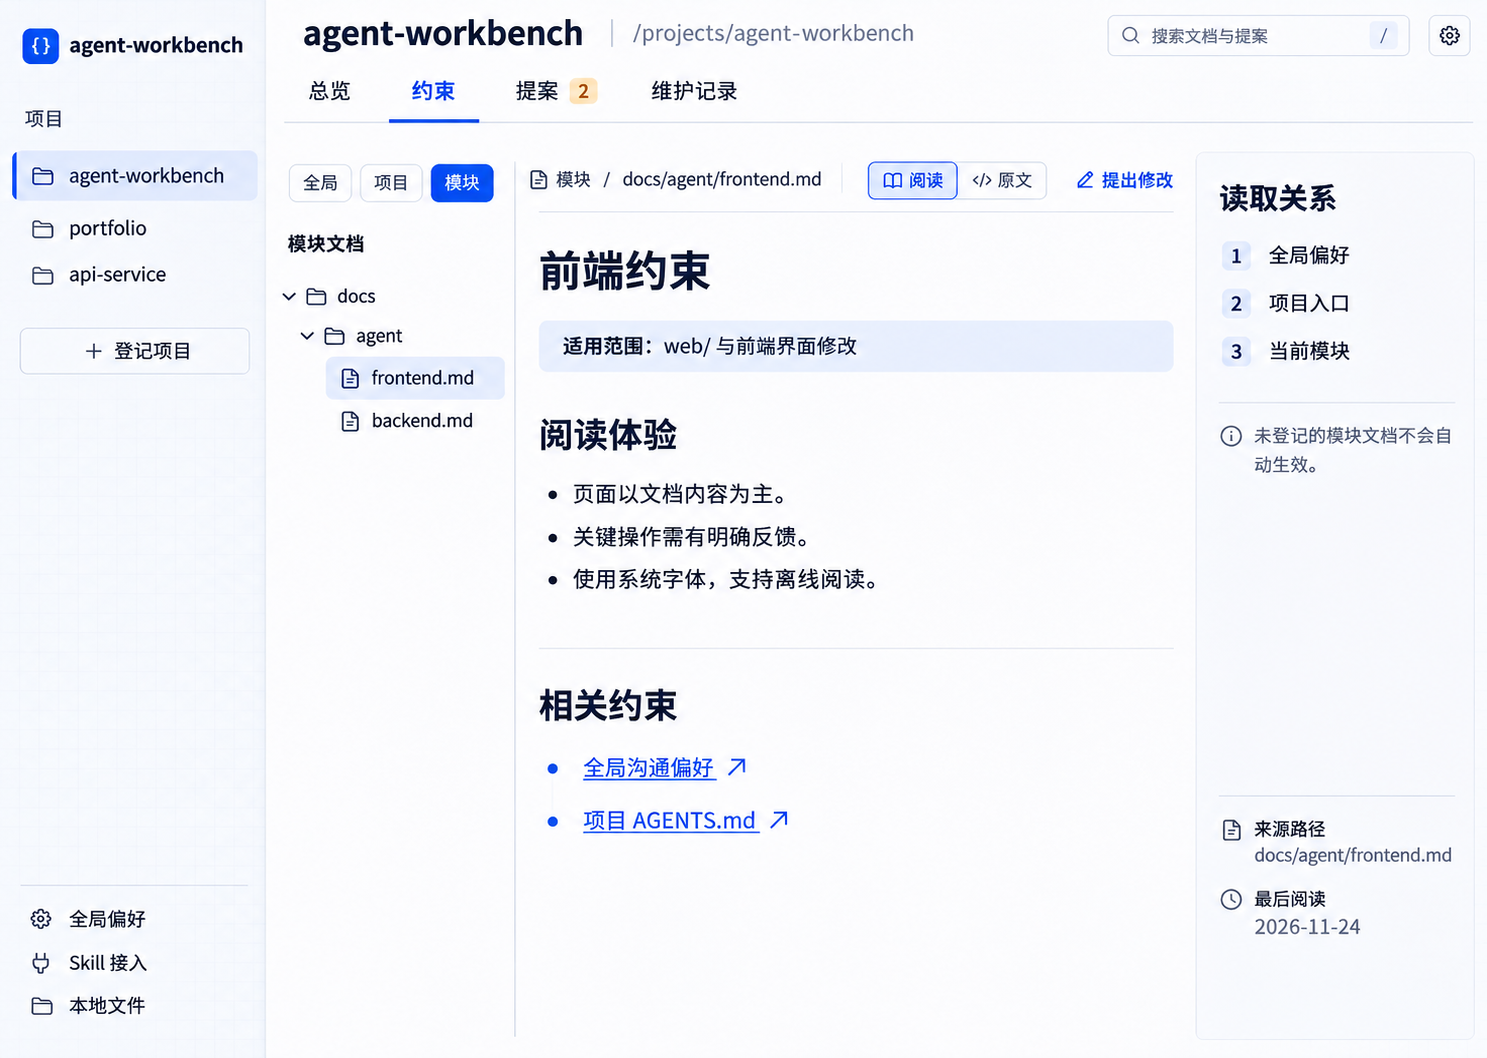 {} agent-workbench
项目
agent-workbench
portfolio
api-service
登记项目
全局偏好
Skill 接入
本地文件
agent-workbench
/projects/agent-workbench
搜索文档与提案
/
总览
约束
提案 2
维护记录
全局
项目
模块
模块文档
docs
agent
frontend.md
backend.md
模块 / docs/agent/frontend.md
阅读
</> 原文
提出修改
前端约束
适用范围：web/ 与前端界面修改
阅读体验
• 页面以文档内容为主。
• 关键操作需有明确反馈。
• 使用系统字体，支持离线阅读。
相关约束
• 全局沟通偏好
• 项目 AGENTS.md
读取关系
1 全局偏好
2 项目入口
3 当前模块
未登记的模块文档不会自
动生效。
来源路径
docs/agent/frontend.md
最后阅读
2026-11-24